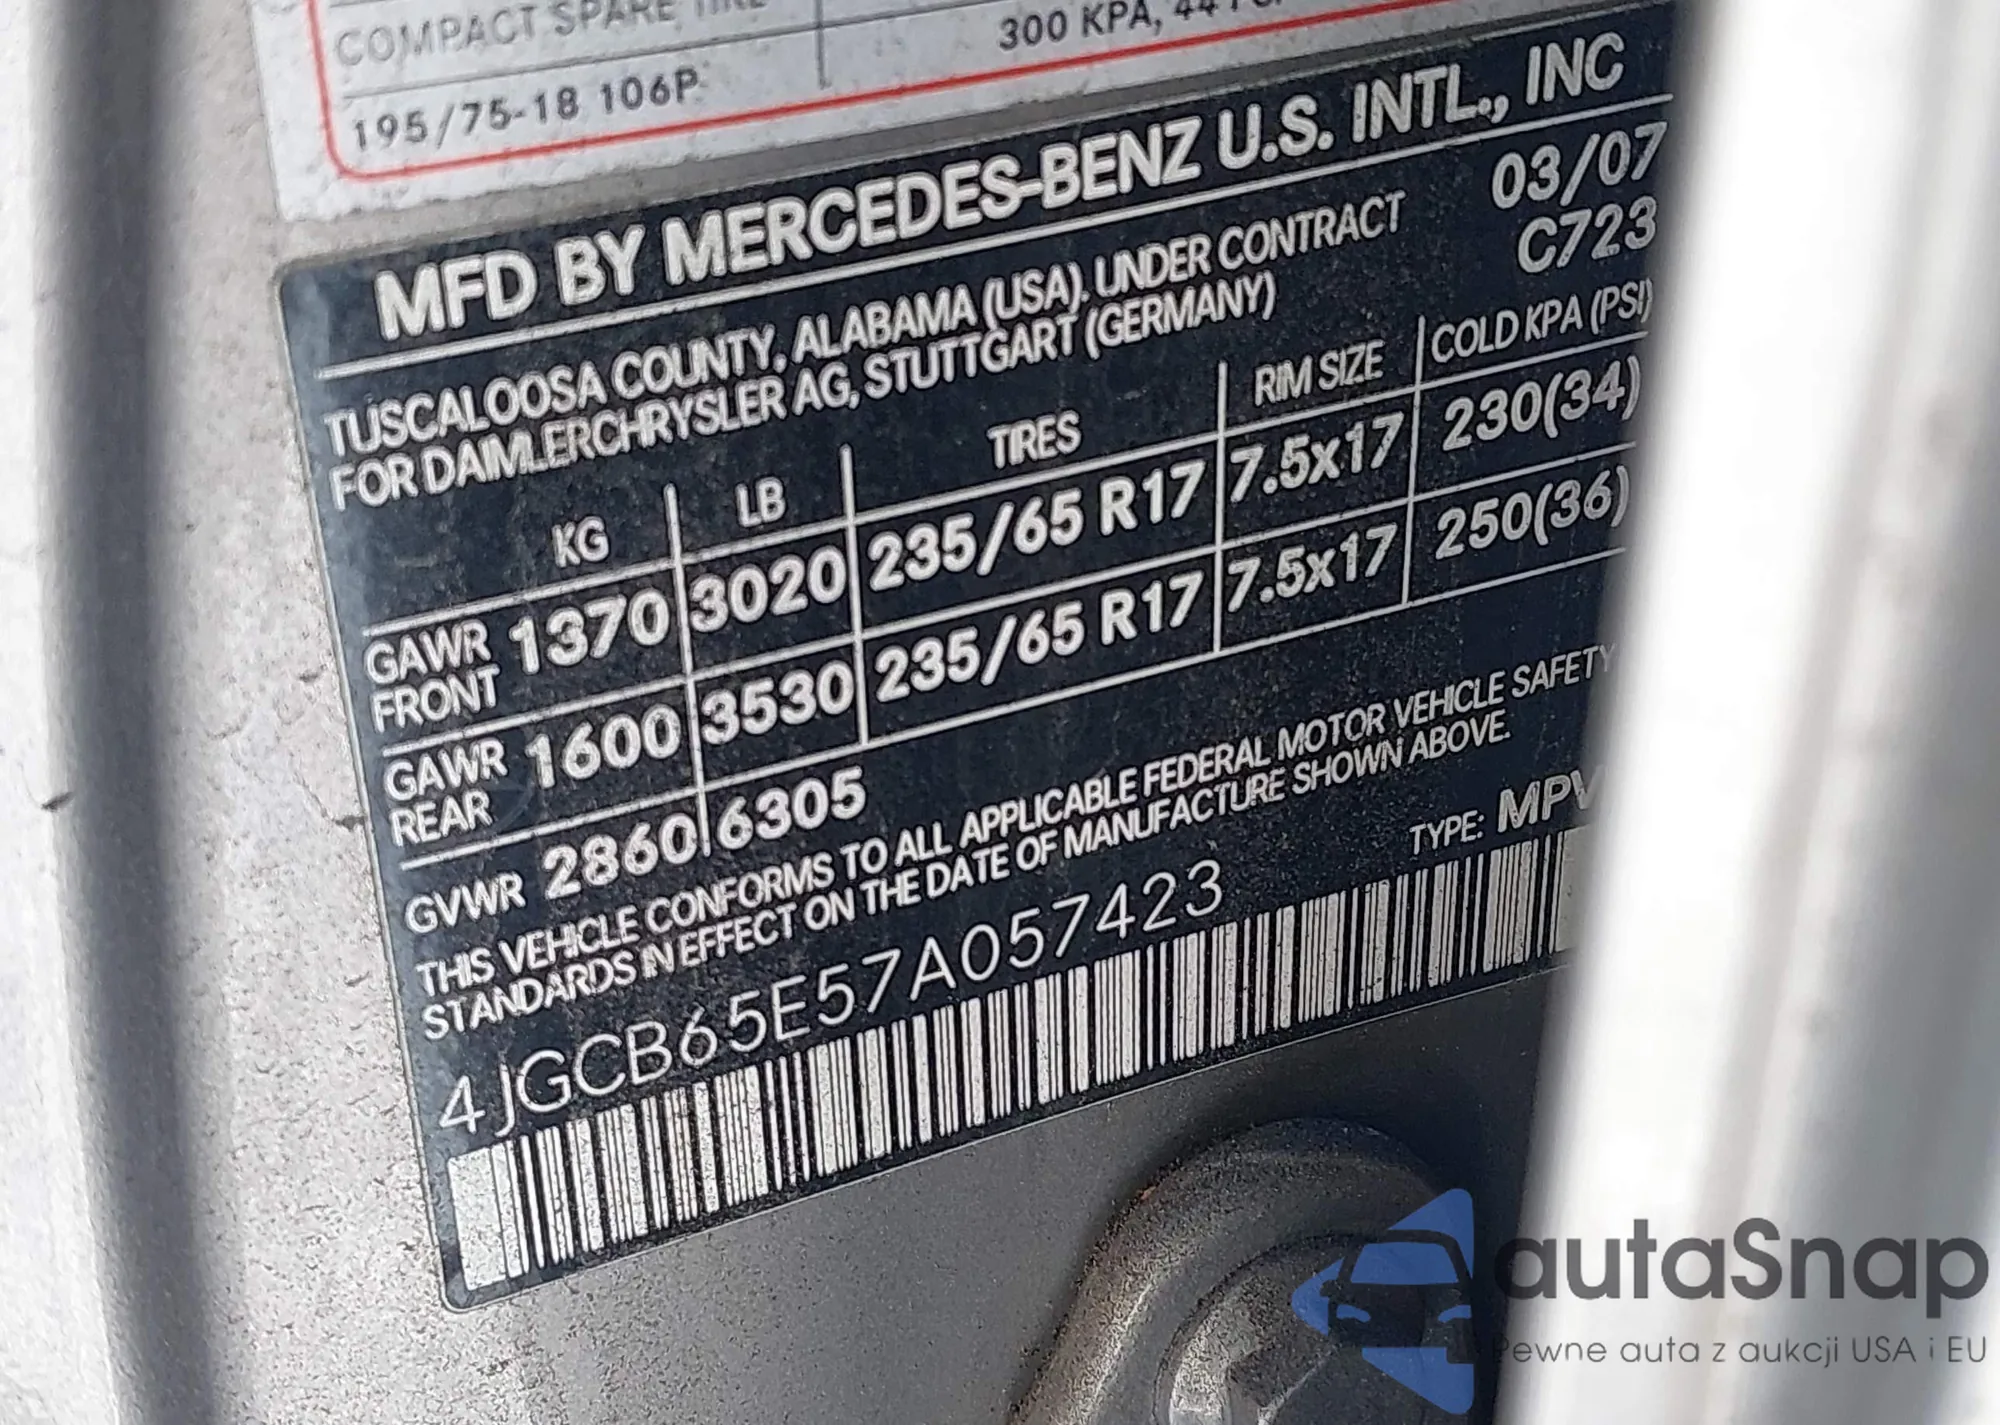 COMPACT SPARE TIRE
300 KPA, 44 PSI
195/75-18 106P
MFD BY MERCEDES-BENZ U.S. INTL., INC
TUSCALOOSA COUNTY, ALABAMA (USA). UNDER CONTRACT 03/07
FOR DAIMLERCHRYSLER AG, STUTTGART (GERMANY) C723
KG LB TIRES RIM SIZE COLD KPA (PSI)
GAWR FRONT 1370 3020 235/65 R17 7.5x17 230(34)
GAWR REAR 1600 3530 235/65 R17 7.5x17 250(36)
GVWR 2860 6305
THIS VEHICLE CONFORMS TO ALL APPLICABLE FEDERAL MOTOR VEHICLE SAFETY
STANDARDS IN EFFECT ON THE DATE OF MANUFACTURE SHOWN ABOVE.
4JGCB65E57A057423 TYPE: MPV
autaSnap
Pewne auta z aukcji USA i EU